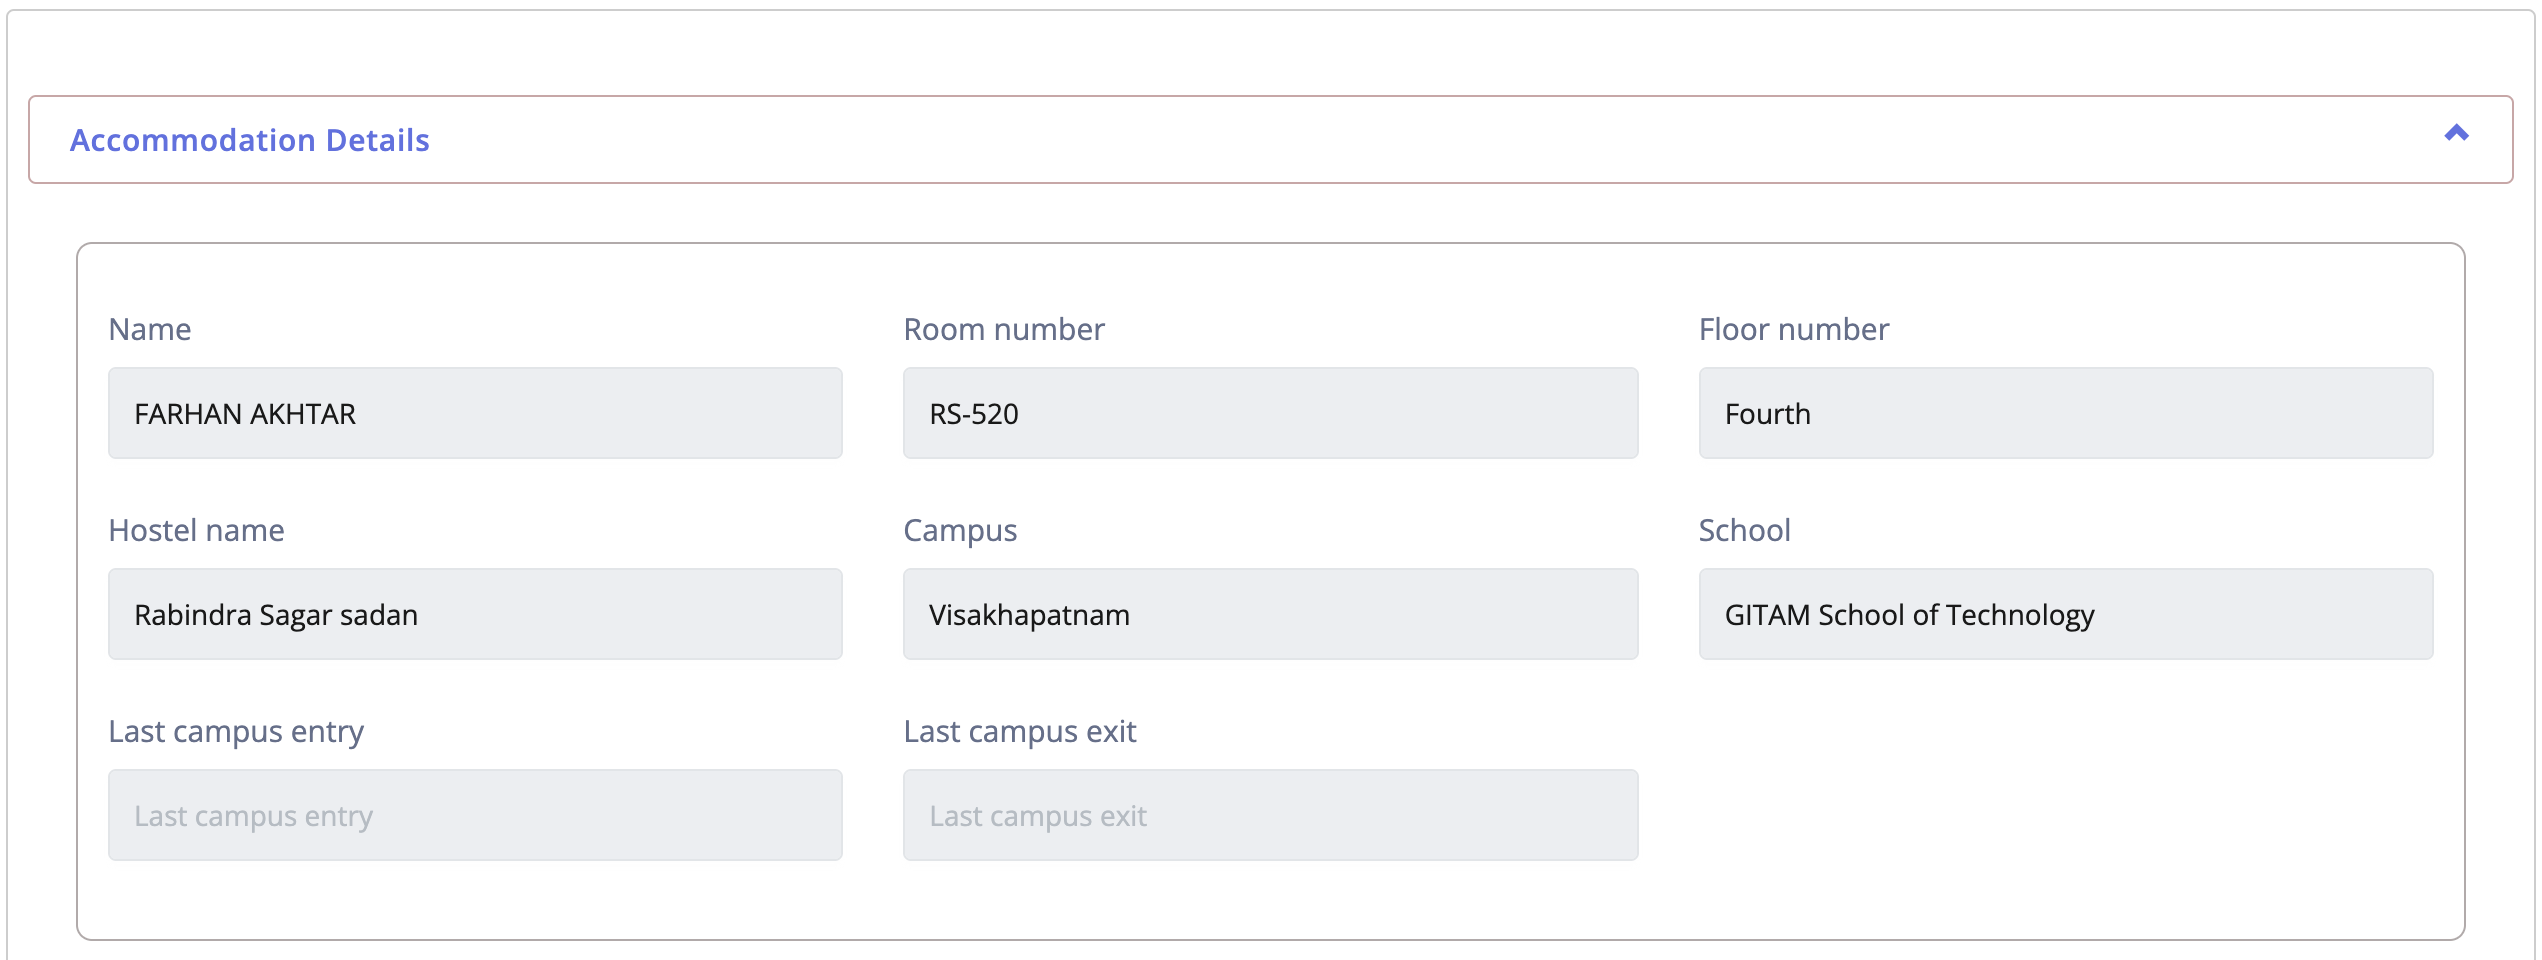 Accommodation Details
Name
Room number
Floor number
FARHAN AKHTAR
RS-520
Fourth
Hostel name
Campus
School
Rabindra Sagar sadan
Visakhapatnam
GITAM School of Technology
Last campus entry
Last campus exit
Last campus entry
Last campus exit